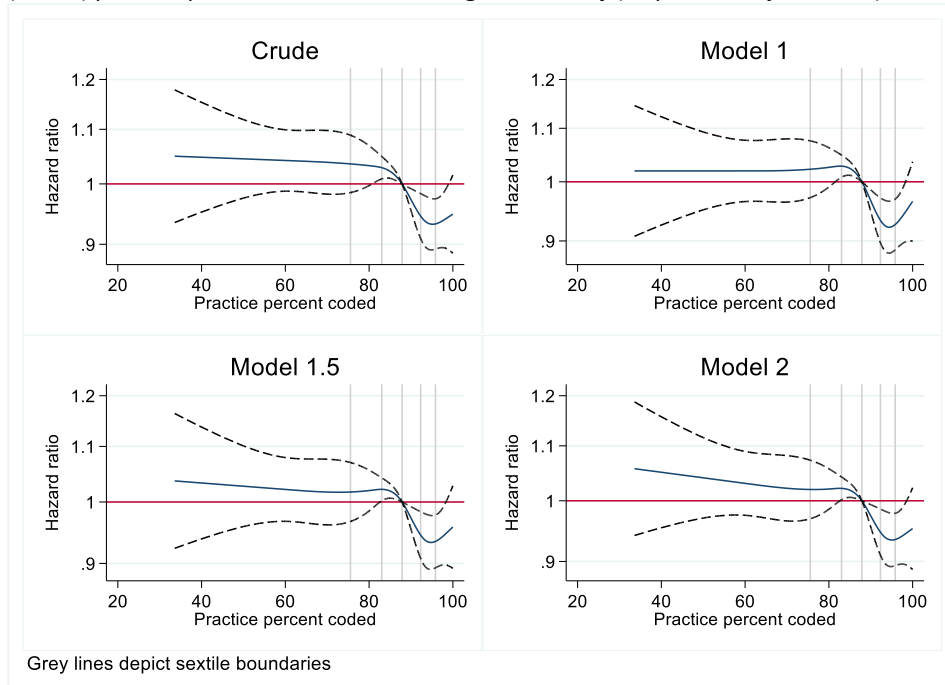 Crude
1.2
1.1
1
.9
Hazard ratio
20 40 60 80 100
Practice percent coded
Model 1
1.2
1.1
1
.9
Hazard ratio
20 40 60 80 100
Practice percent coded
Model 1.5
1.2
1.1
1
.9
Hazard ratio
20 40 60 80 100
Practice percent coded
Model 2
1.2
1.1
1
.9
Hazard ratio
20 40 60 80 100
Practice percent coded
Grey lines depict sextile boundaries